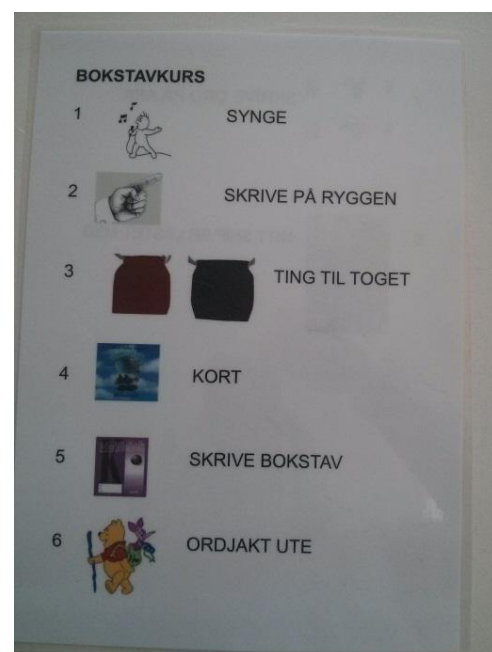 BOKSTAVKURS
1 SYNGE
2 SKRIVE PÅ RYGGEN
3 TING TIL TOGET
4 KORT
5 SKRIVE BOKSTAV
6 ORDJAKT UTE